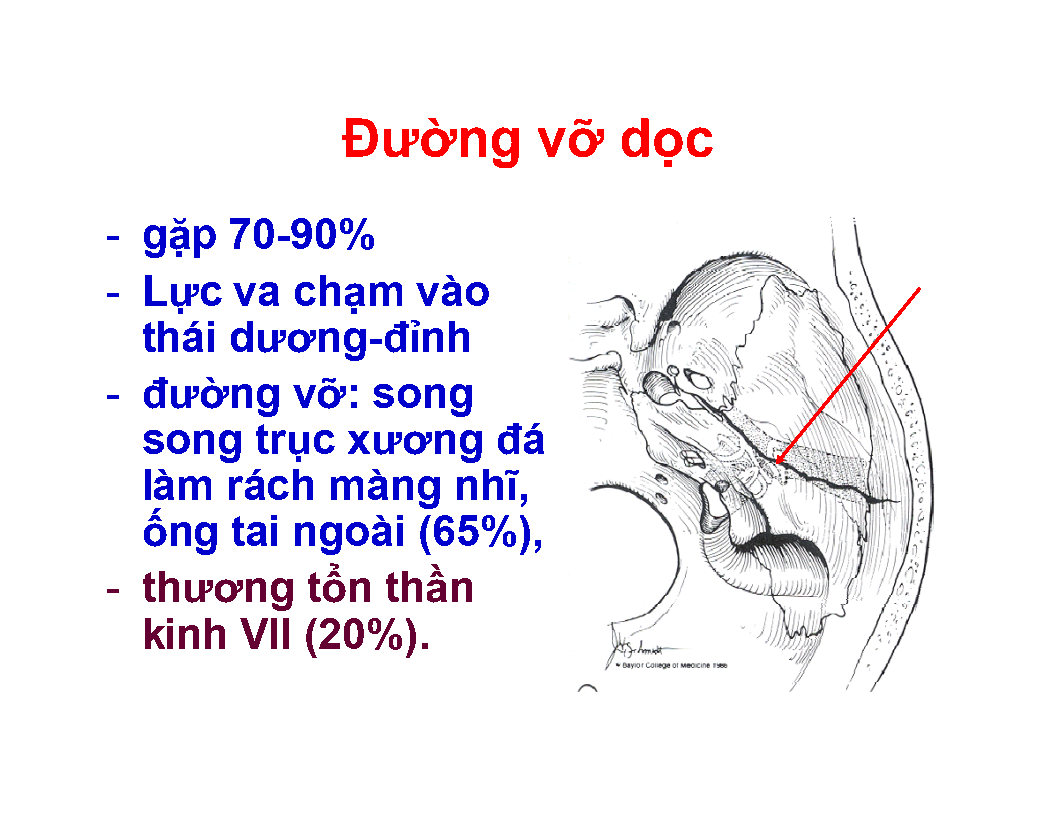 Đường vỡ dọc
- gặp 70-90%
- Lực va chạm vào
thái dương-đỉnh
- đường vỡ: song
song trục xương đá
làm rách màng nhĩ,
ống tai ngoài (65%),
- thương tổn thần
kinh VII (20%).
Baylor College of Medicine 1986